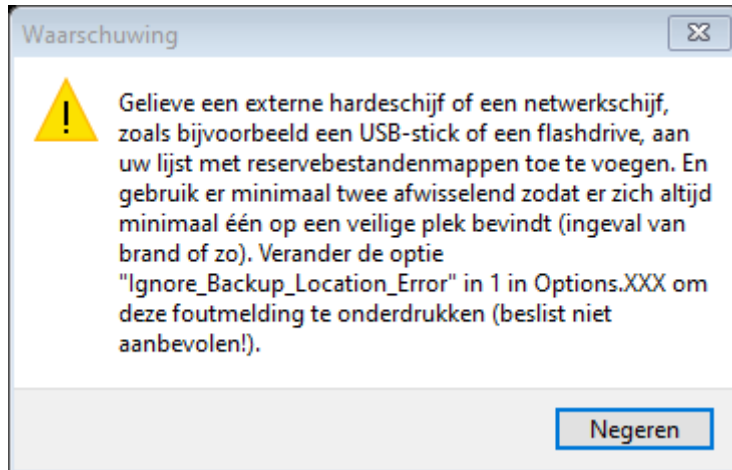 Waarschuwing
Gelieve een externe hardeschijf of een netwerkschijf,
zoals bijvoorbeeld een USB-stick of een flashdrive, aan
uw lijst met reservebestandenmappen toe te voegen. En
gebruik er minimaal twee afwisselend zodat er zich altijd
minimaal één op een veilige plek bevindt (ingeval van
brand of zo). Verander de optie
"Ignore_Backup_Location_Error" in 1 in Options.XXX om
deze foutmelding te onderdrukken (beslist niet
aanbevolen!).
Negeren